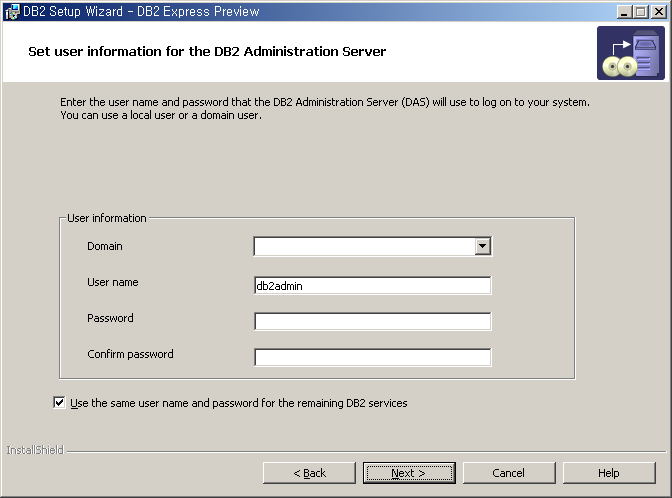 DB2 Setup Wizard - DB2 Express Preview
Set user information for the DB2 Administration Server
Enter the user name and password that the DB2 Administration Server (DAS) will use to log on to your system.
You can use a local user or a domain user.
User information
Domain
User name
db2admin
Password
Confirm password
Use the same user name and password for the remaining DB2 services
InstallShield
< Back
Next >
Cancel
Help